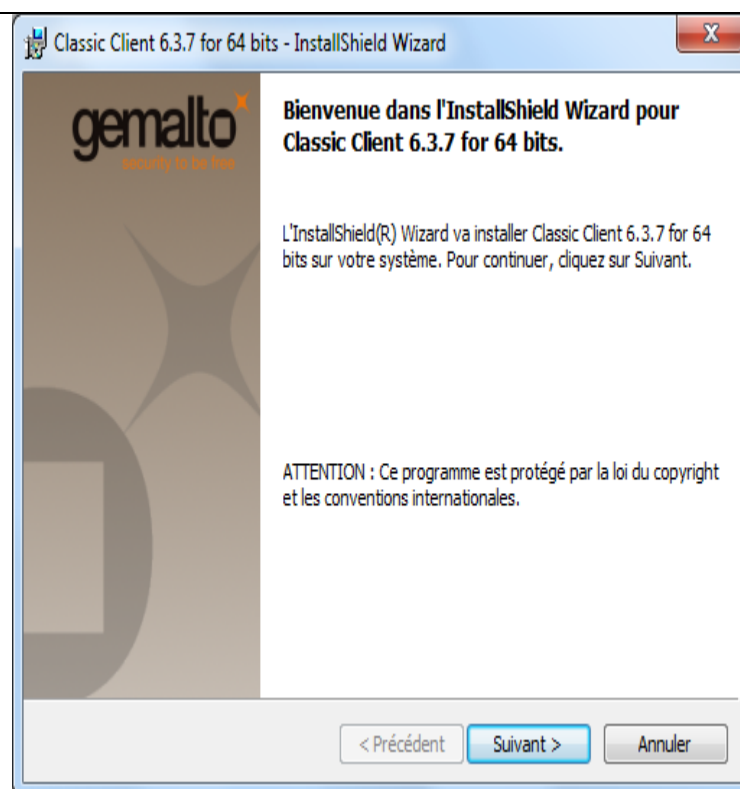 Classic Client 6.3.7 for 64 bits - InstallShield Wizard
gemalto
security to be free
Bienvenue dans l'InstallShield Wizard pour
Classic Client 6.3.7 for 64 bits.
L'InstallShield(R) Wizard va installer Classic Client 6.3.7 for 64
bits sur votre système. Pour continuer, cliquez sur Suivant.
ATTENTION : Ce programme est protégé par la loi du copyright
et les conventions internationales.
< Précédent
Suivant >
Annuler